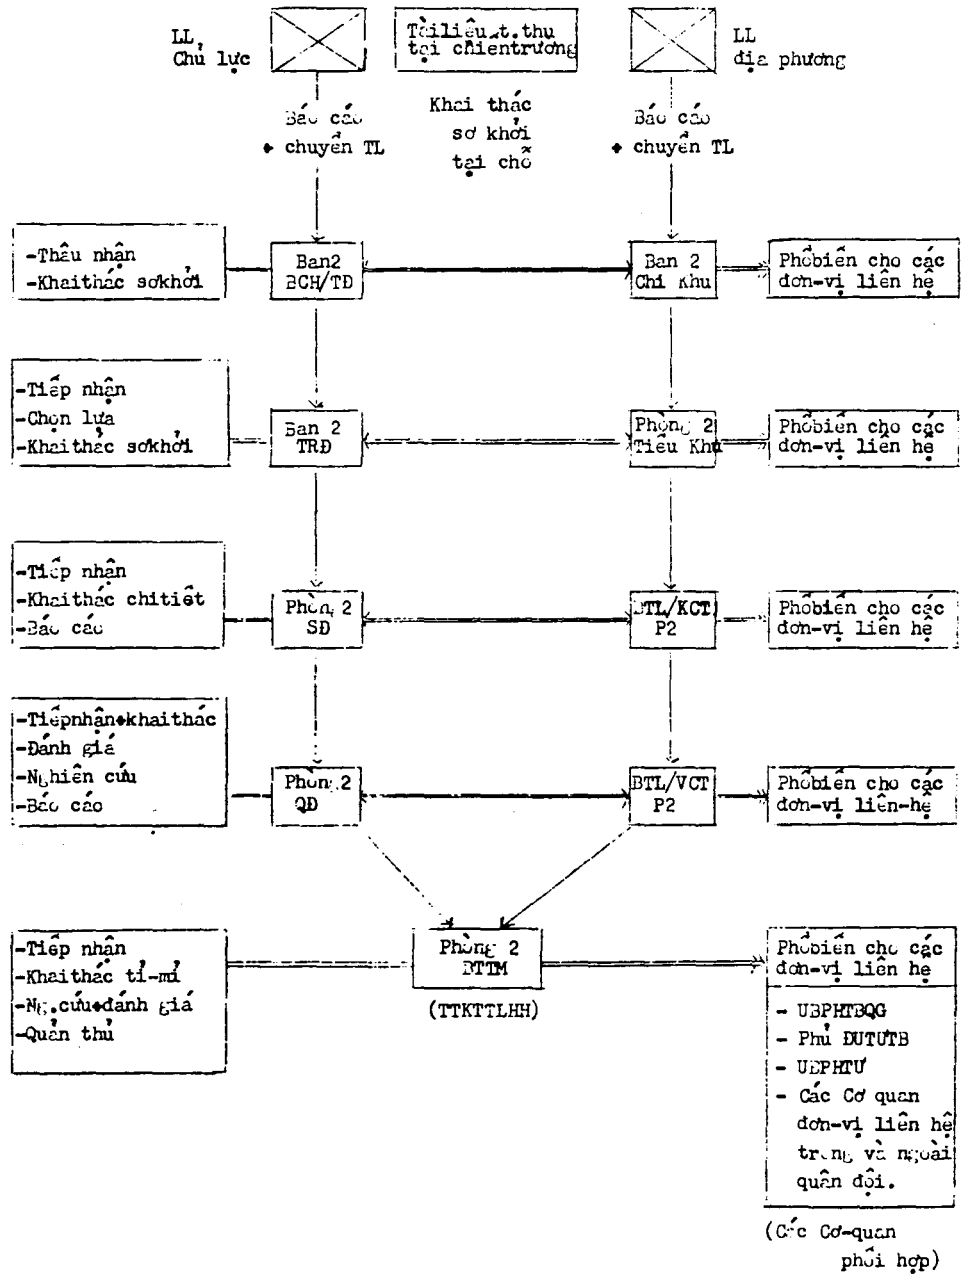 LL
Chủ lực
Tàiliệu t.thu
tại chiếntrường
LL
địa phương
Báo cáo
+ chuyển TL
Khai thác
sơ khởi
tại chỗ
Báo cáo
+ chuyển TL
-Thâu nhận
-Khaithác sơkhởi
Ban2
BCH/TĐ
Ban 2
Chi Khu
Phổbiến cho các
đơn-vị liên hệ
-Tiếp nhận
-Chọn lựa
-Khaithác sơkhởi
Ban 2
TRĐ
Phòng 2
Tiểu Khu
Phổbiến cho các
đơn-vị liên hệ
-Tiếp nhận
-Khaithác chitiết
-Báo cáo
Phòng 2
SĐ
BTL/KCT
P2
Phổbiến cho các
đơn-vị liên hệ
-Tiếpnhận+khaithác
-Đánh giá
-Nghiên cứu
-Báo cáo
Phòng 2
QĐ
BTL/VCT
P2
Phổbiến cho các
đơn-vị liên-hệ
-Tiếp nhận
-Khaithác tỉ-mỉ
-Ng.cứu+đánh giá
-Quản thủ
Phòng 2
BTTM
(TTKTTLHH)
Phổbiến cho các
đơn-vị liên hệ
- UBPHTBQG
- Phủ ĐUTƯTB
- UBPHTƯ
- Các Cơ quan
đơn-vị liên hệ
trong và ngoài
quân đội.
(Các Cơ-quan
phối hợp)